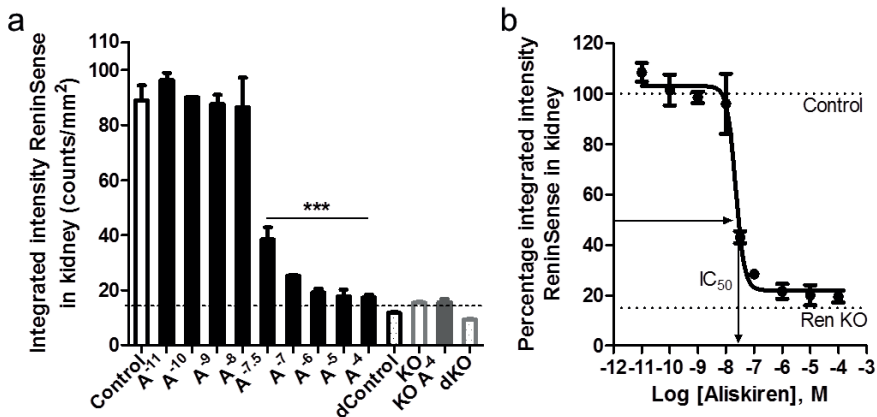 a
Integrated intensity ReninSense
in kidney (counts/mm²)
110
100
80
60
40
20
0
***
Control
A⁻¹¹
A⁻¹⁰
A⁻⁹
A⁻⁸
A⁻⁷·⁵
A⁻⁷
A⁻⁶
A⁻⁵
A⁻⁴
dControl
KO
KO A⁻⁴
dKO
b
Percentage integrated intensity
ReninSense in kidney
120
100
80
60
40
20
0
Control
IC₅₀
Ren KO
-12 -11 -10 -9 -8 -7 -6 -5 -4 -3
Log [Aliskiren], M